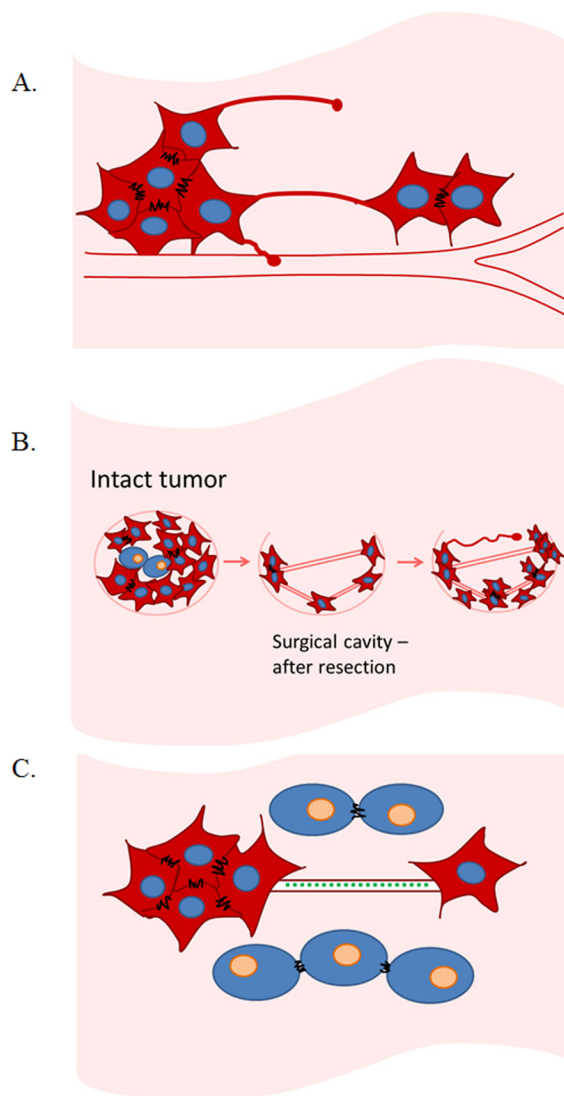 A.
B.
Intact tumor
Surgical cavity –
after resection
C.